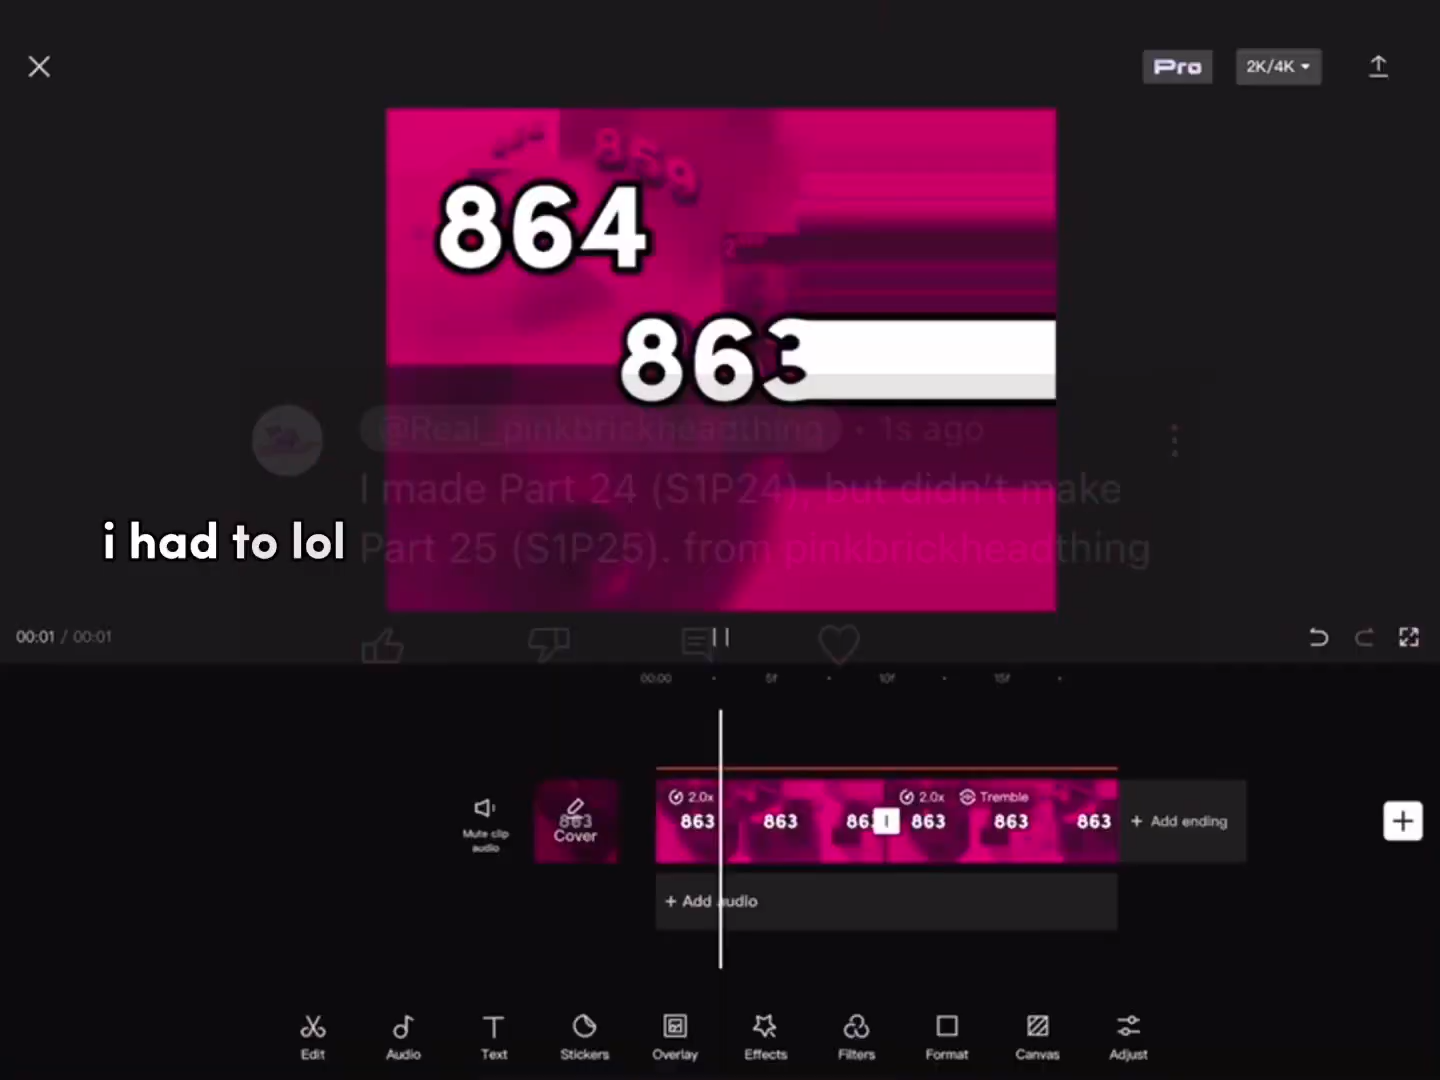 Pro
2K/4K
859
864
863
@Real_pinkbrickheadthing · 1s ago
I made Part 24 (S1P24), but didn't make
Part 25 (S1P25). from pinkbrickheadthing
i had to lol
00:01 / 00:01
00:00 5f 10f 15f
2.0x 2.0x Tremble
863 863 863 863 863
863
Mute clip
audio
Cover
+ Add ending
+ Add audio
Edit Audio Text Stickers Overlay Effects Filters Format Canvas Adjust